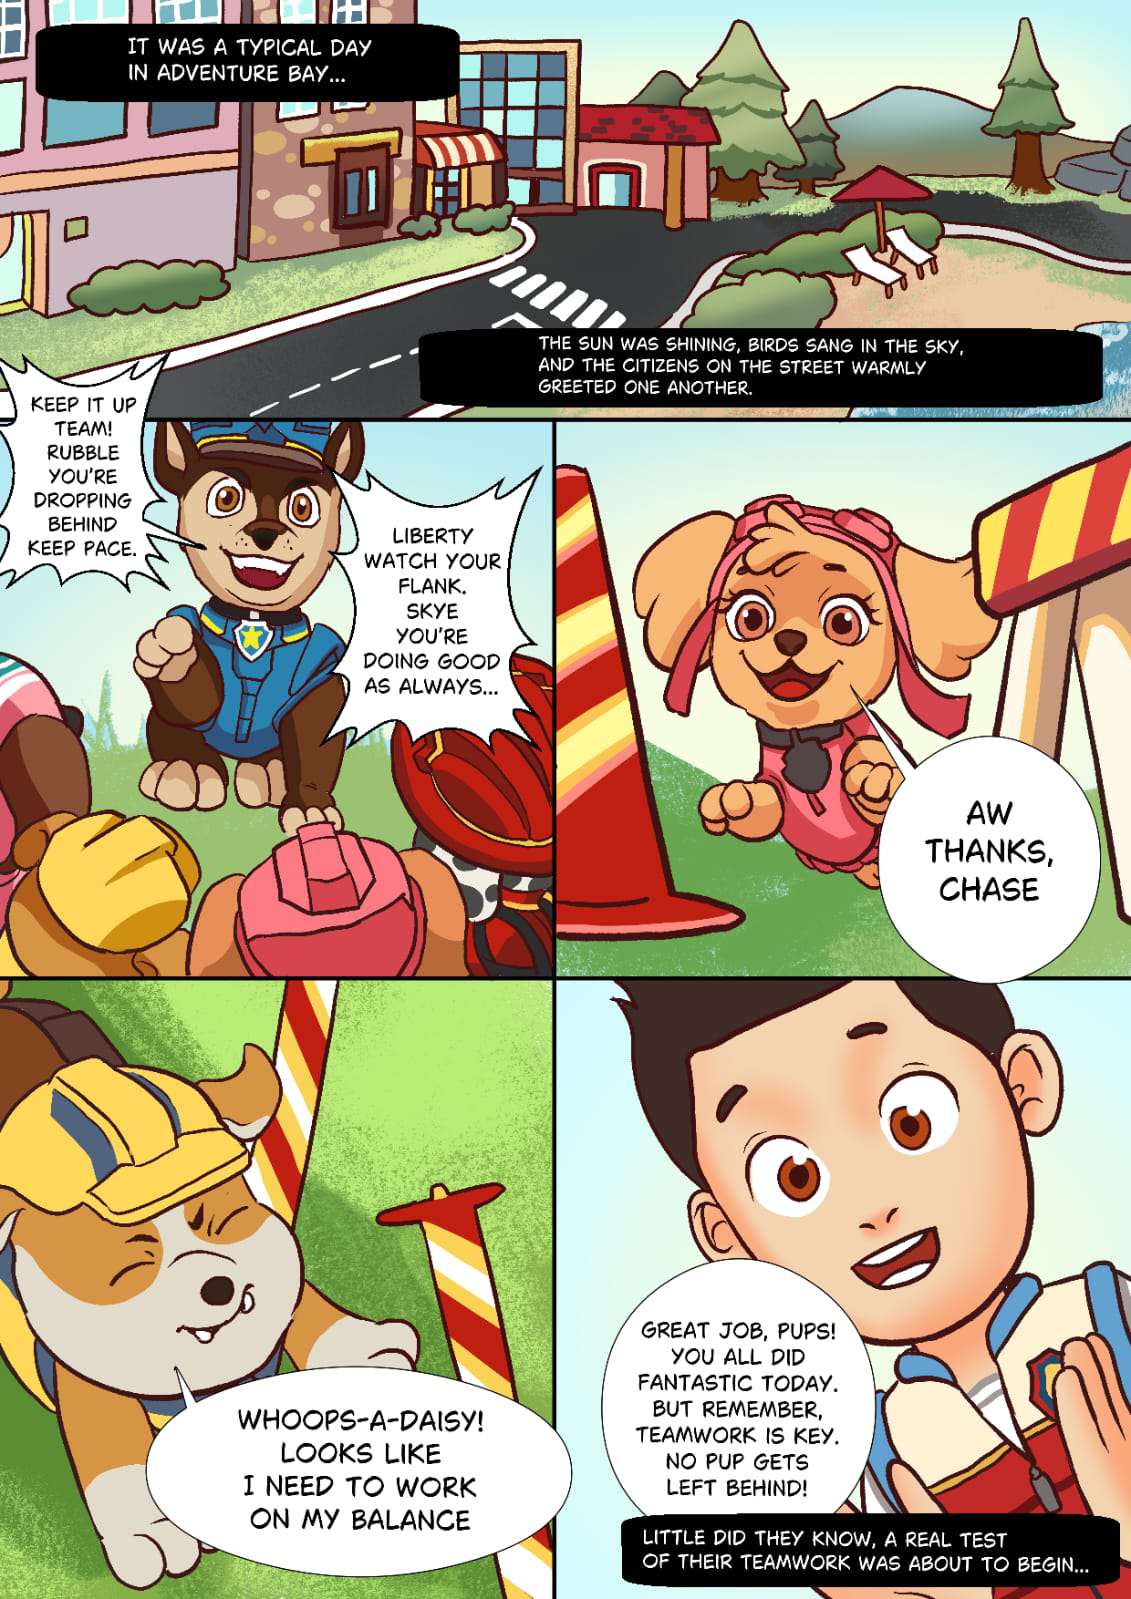 IT WAS A TYPICAL DAY
IN ADVENTURE BAY...
THE SUN WAS SHINING, BIRDS SANG IN THE SKY,
AND THE CITIZENS ON THE STREET WARMLY
GREETED ONE ANOTHER.
KEEP IT UP
TEAM!
RUBBLE
YOU'RE
DROPPING
BEHIND
KEEP PACE.
LIBERTY
WATCH YOUR
FLANK.
SKYE
YOU'RE
DOING GOOD
AS ALWAYS...
AW
THANKS,
CHASE
WHOOPS-A-DAISY!
LOOKS LIKE
I NEED TO WORK
ON MY BALANCE
GREAT JOB, PUPS!
YOU ALL DID
FANTASTIC TODAY.
BUT REMEMBER,
TEAMWORK IS KEY.
NO PUP GETS
LEFT BEHIND!
LITTLE DID THEY KNOW, A REAL TEST
OF THEIR TEAMWORK WAS ABOUT TO BEGIN...